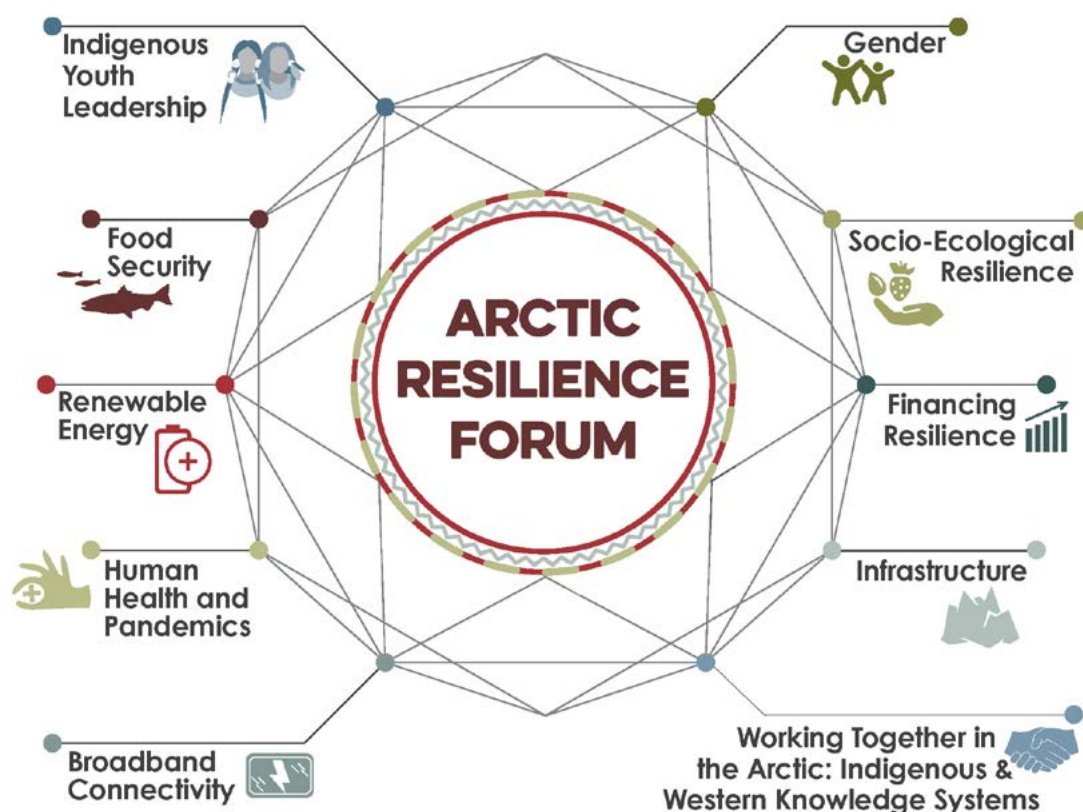 Indigenous
Youth
Leadership
Gender
Food
Security
Socio-Ecological
Resilience
ARCTIC
RESILIENCE
FORUM
Renewable
Energy
Financing
Resilience
Human
Health and
Pandemics
Infrastructure
Broadband
Connectivity
Working Together in
the Arctic: Indigenous &
Western Knowledge Systems